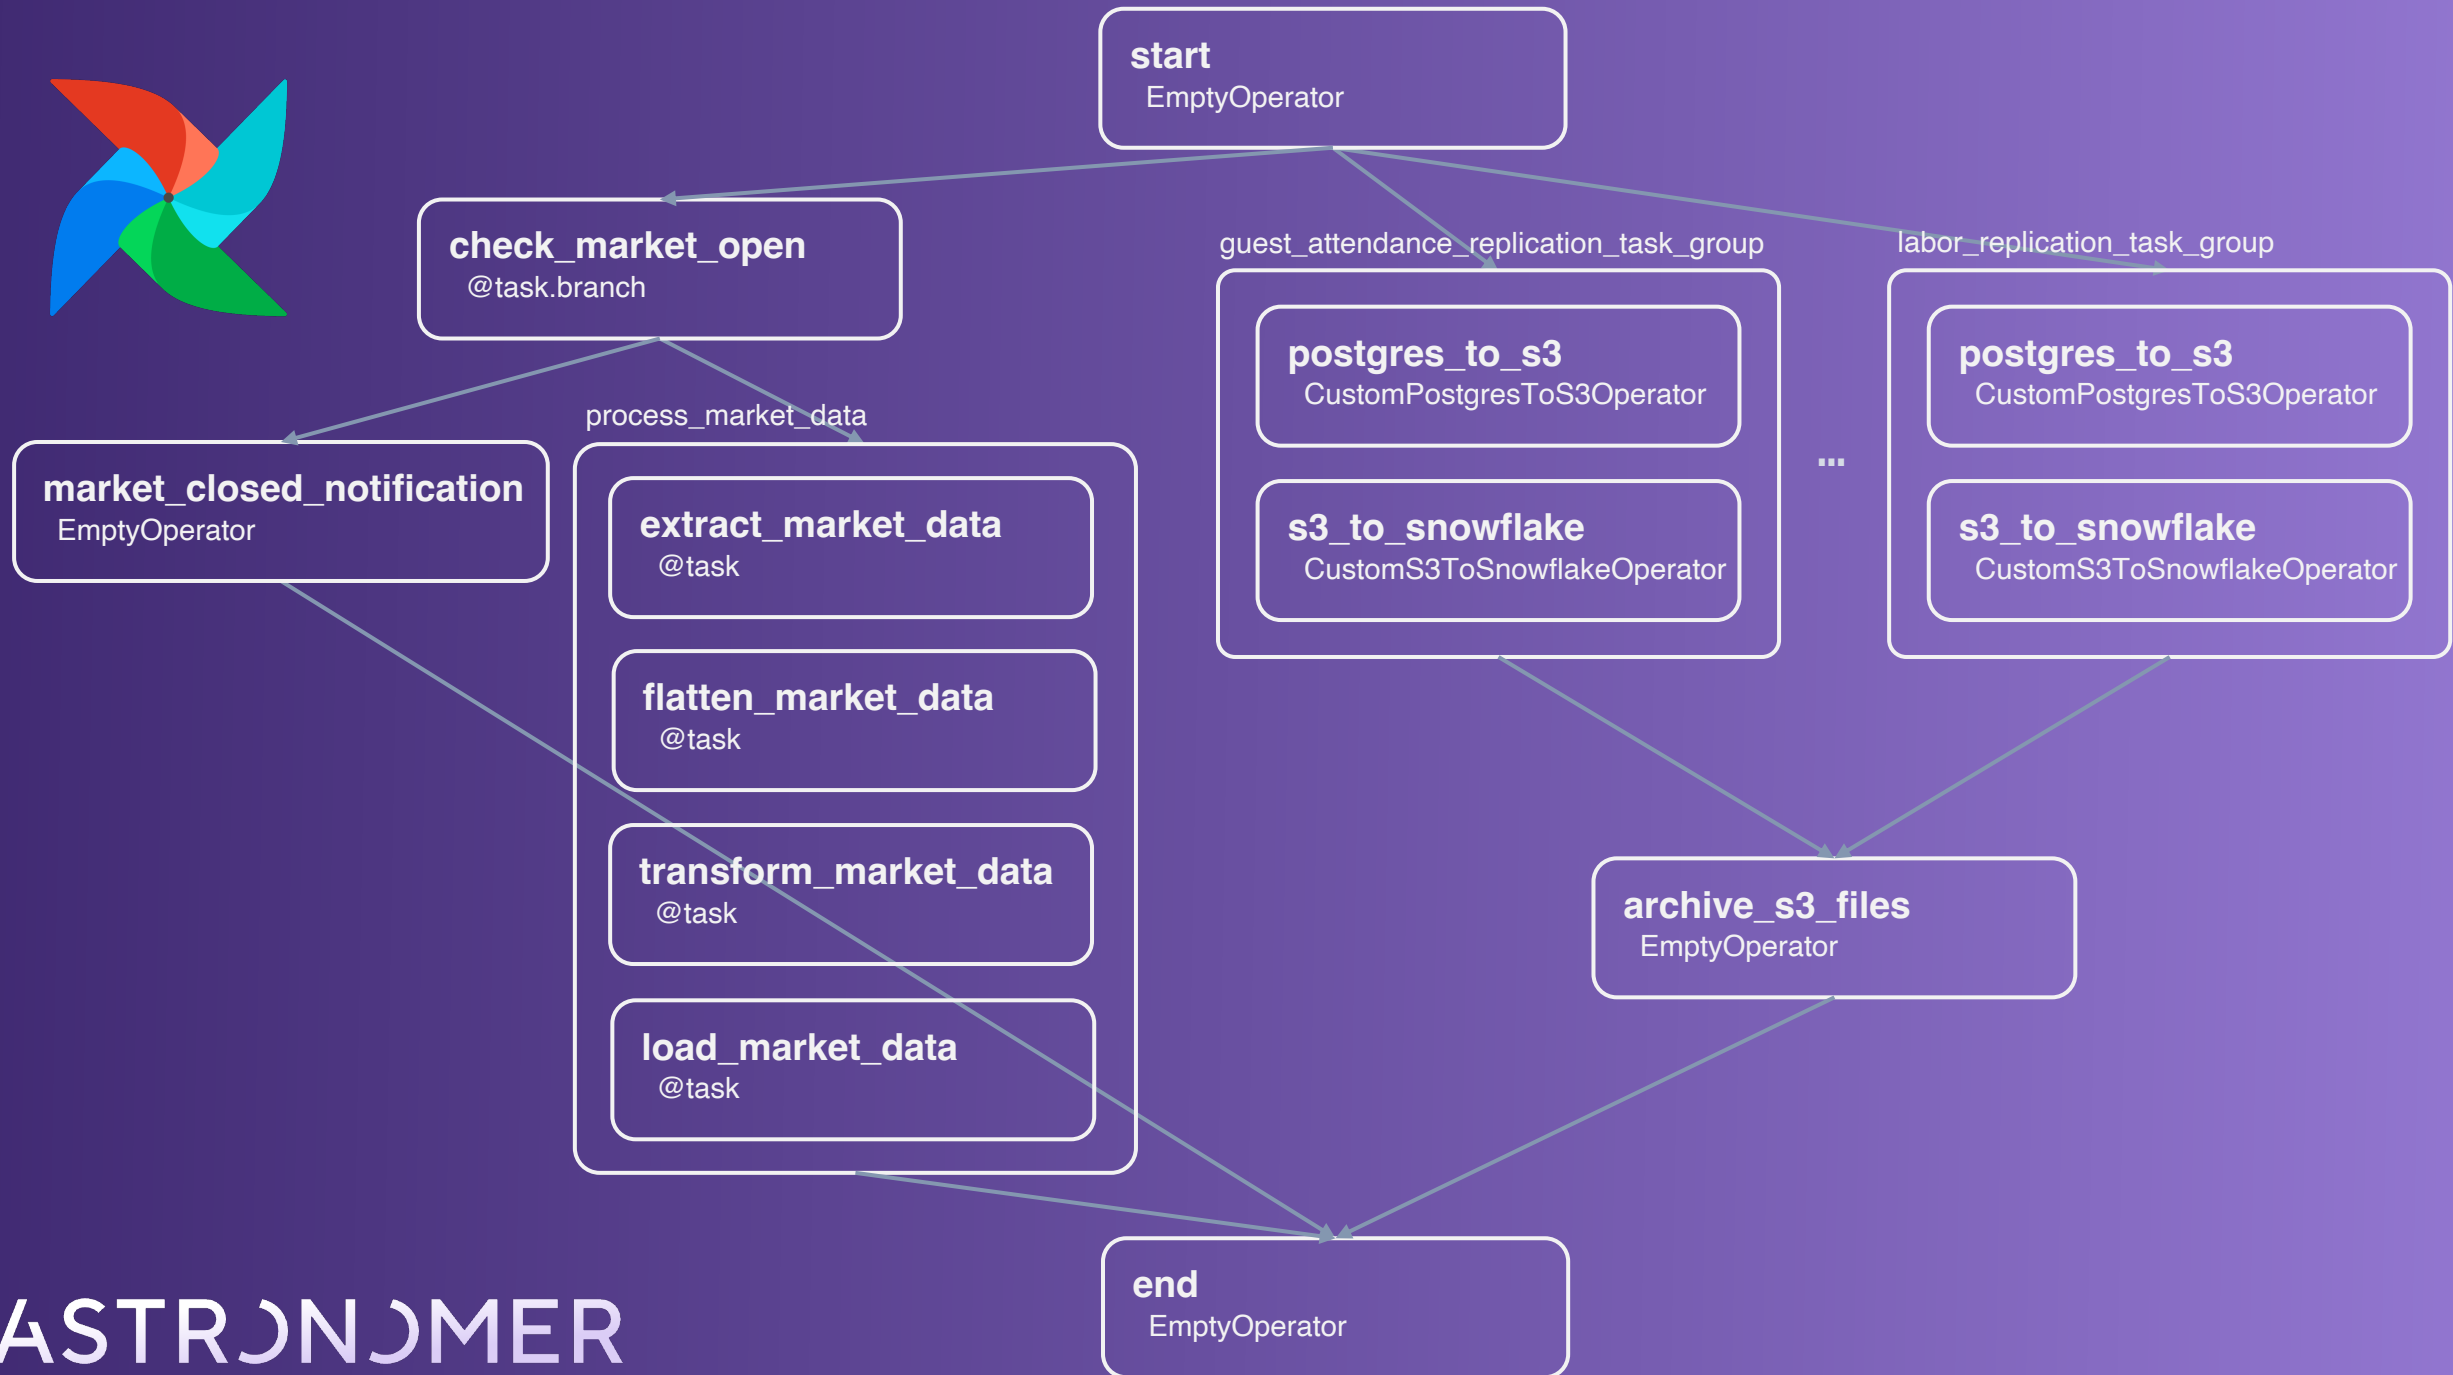 start
EmptyOperator
check_market_open
@task.branch
guest_attendance_replication_task_group
labor_replication_task_group
postgres_to_s3
CustomPostgresToS3Operator
postgres_to_s3
CustomPostgresToS3Operator
process_market_data
...
market_closed_notification
EmptyOperator
extract_market_data
@task
s3_to_snowflake
CustomS3ToSnowflakeOperator
s3_to_snowflake
CustomS3ToSnowflakeOperator
flatten_market_data
@task
transform_market_data
@task
archive_s3_files
EmptyOperator
load_market_data
@task
end
EmptyOperator
ASTRONOMER